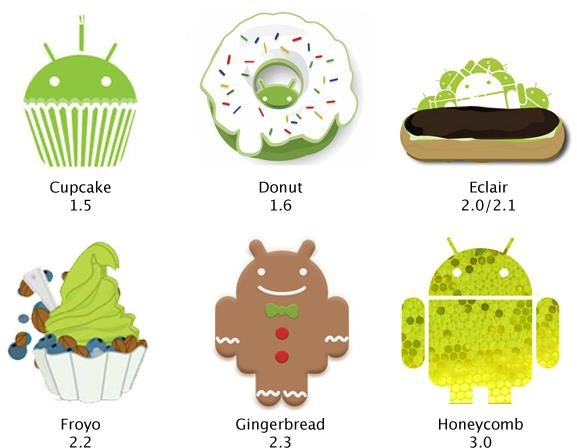 Cupcake
1.5
Donut
1.6
Eclair
2.0/2.1
Froyo
2.2
Gingerbread
2.3
Honeycomb
3.0